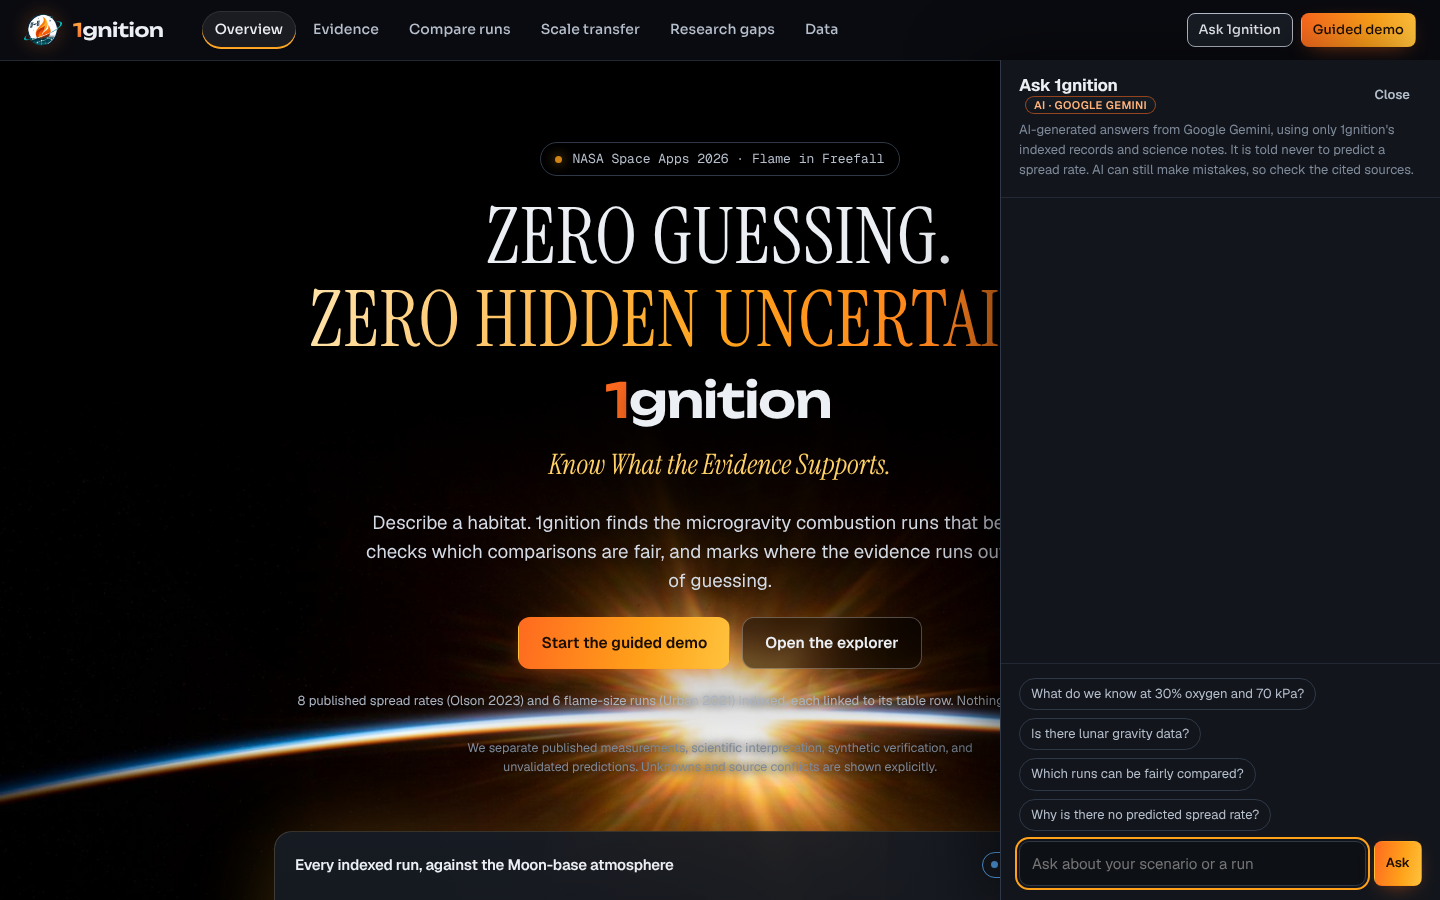 1gnition
Overview
Evidence
Compare runs
Scale transfer
Research gaps
Data
Ask 1gnition
Guided demo
NASA Space Apps 2026 · Flame in Freefall
ZERO GUESSING.
ZERO HIDDEN UNCERTAI
1gnition
Know What the Evidence Supports.
Describe a habitat. 1gnition finds the microgravity combustion runs that be
checks which comparisons are fair, and marks where the evidence runs ou
of guessing.
Start the guided demo
Open the explorer
8 published spread rates (Olson 2023) and 6 flame-size runs (Urban 2021) indexed, each linked to its table row. Nothing
We separate published measurements, scientific interpretation, synthetic verification, and
unvalidated predictions. Unknowns and source conflicts are shown explicitly.
Every indexed run, against the Moon-base atmosphere
Ask 1gnition
AI · GOOGLE GEMINI
Close
AI-generated answers from Google Gemini, using only 1gnition's
indexed records and science notes. It is told never to predict a
spread rate. AI can still make mistakes, so check the cited sources.
What do we know at 30% oxygen and 70 kPa?
Is there lunar gravity data?
Which runs can be fairly compared?
Why is there no predicted spread rate?
Ask about your scenario or a run
Ask